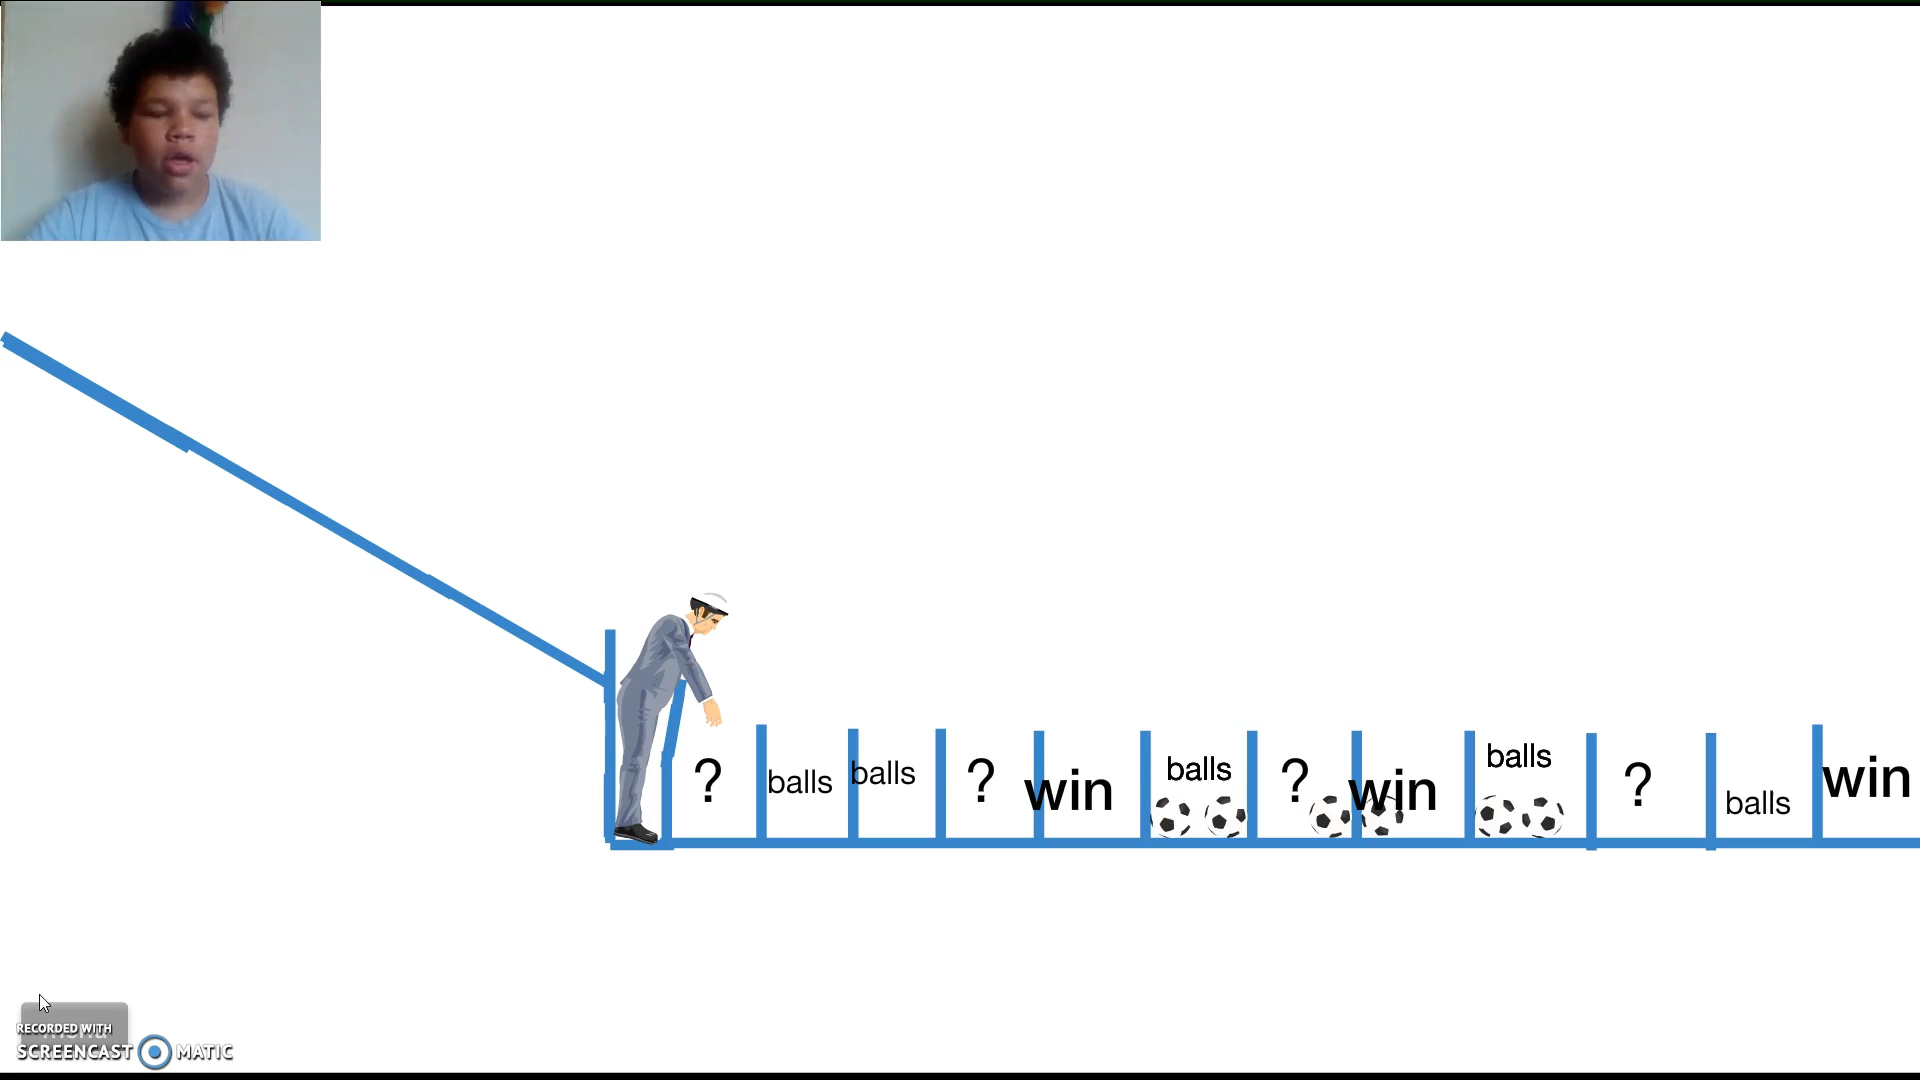 ? balls balls ? win balls ? win balls ? balls win
RECORDED WITH
SCREENCAST MATIC